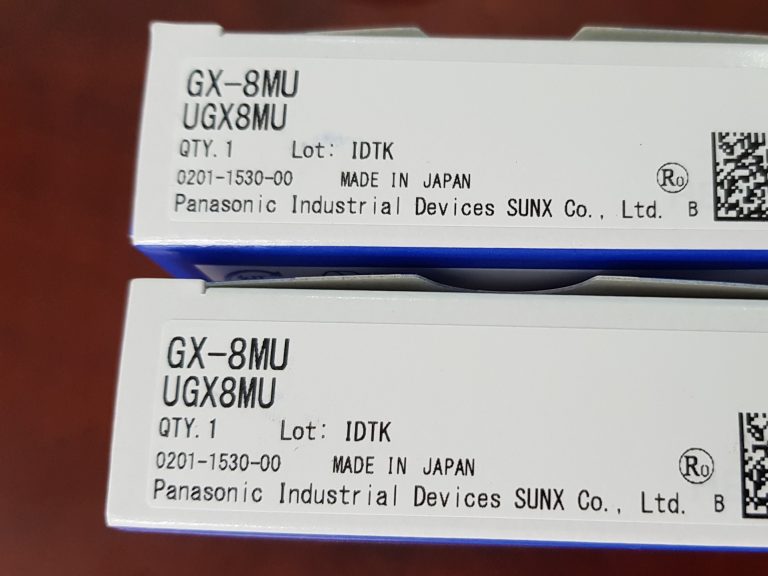 GX-8MU
UGX8MU
QTY. 1 Lot: IDTK
0201-1530-00 MADE IN JAPAN Ro
Panasonic Industrial Devices SUNX Co., Ltd. B
GX-8MU
UGX8MU
QTY. 1 Lot: IDTK
0201-1530-00 MADE IN JAPAN Ro
Panasonic Industrial Devices SUNX Co., Ltd. B